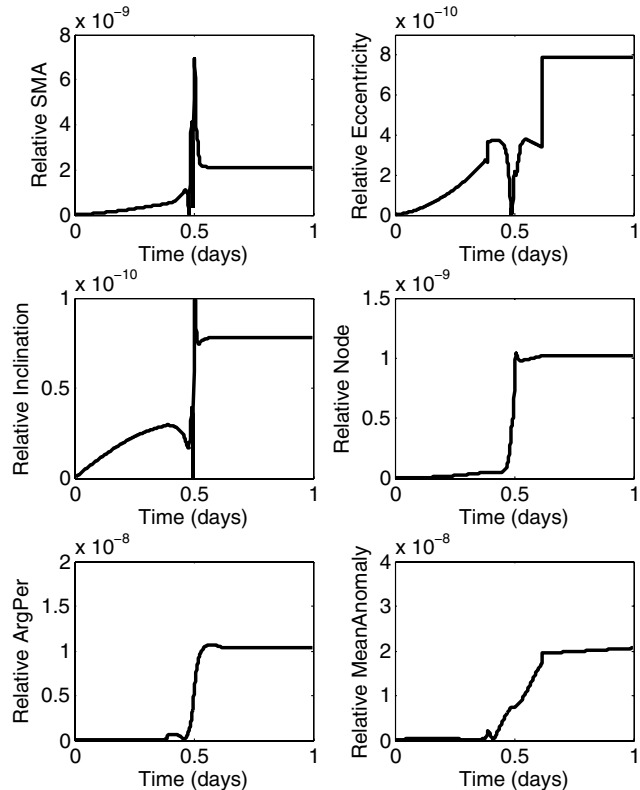 x 10⁻⁹
8
6
4
2
0
0
0.5
1
Relative SMA
Time (days)
x 10⁻¹⁰
8
6
4
2
0
0
0.5
1
Relative Eccentricity
Time (days)
x 10⁻¹⁰
1
0.5
0
0
0.5
1
Relative Inclination
Time (days)
x 10⁻⁹
1.5
1
0.5
0
0
0.5
1
Relative Node
Time (days)
x 10⁻⁸
2
1
0
0
0.5
1
Relative ArgPer
Time (days)
x 10⁻⁸
4
3
2
1
0
0
0.5
1
Relative MeanAnomaly
Time (days)